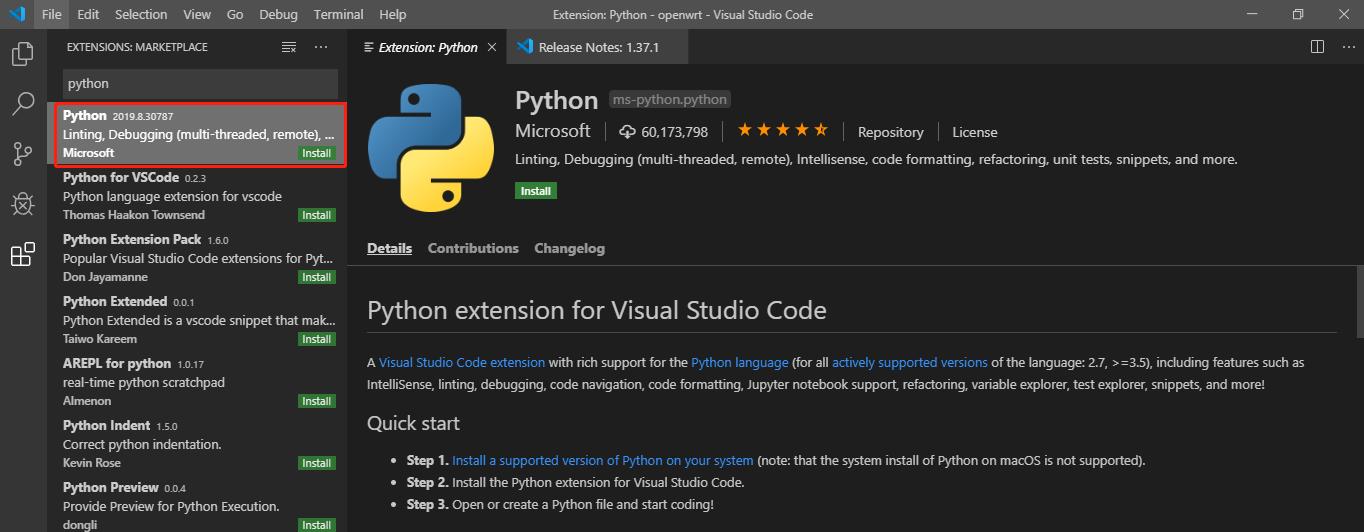 File Edit Selection View Go Debug Terminal Help Extension: Python - openwrt - Visual Studio Code
EXTENSIONS: MARKETPLACE
python
Python 2019.8.30787
Linting, Debugging (multi-threaded, remote), ...
Microsoft Install
Python for VSCode 0.2.3
Python language extension for vscode
Thomas Haakon Townsend Install
Python Extension Pack 1.6.0
Popular Visual Studio Code extensions for Pyt...
Don Jayamanne Install
Python Extended 0.0.1
Python Extended is a vscode snippet that mak...
Taiwo Kareem Install
AREPL for python 1.0.17
real-time python scratchpad
Almenon Install
Python Indent 1.5.0
Correct python indentation.
Kevin Rose Install
Python Preview 0.0.4
Provide Preview for Python Execution.
dongli Install
Extension: Python Release Notes: 1.37.1
Python ms-python.python
Microsoft 60,173,798 Repository License
Linting, Debugging (multi-threaded, remote), Intellisense, code formatting, refactoring, unit tests, snippets, and more.
Install
Details Contributions Changelog
Python extension for Visual Studio Code
A Visual Studio Code extension with rich support for the Python language (for all actively supported versions of the language: 2.7, >=3.5), including features such as
IntelliSense, linting, debugging, code navigation, code formatting, Jupyter notebook support, refactoring, variable explorer, test explorer, snippets, and more!
Quick start
• Step 1. Install a supported version of Python on your system (note: that the system install of Python on macOS is not supported).
• Step 2. Install the Python extension for Visual Studio Code.
• Step 3. Open or create a Python file and start coding!